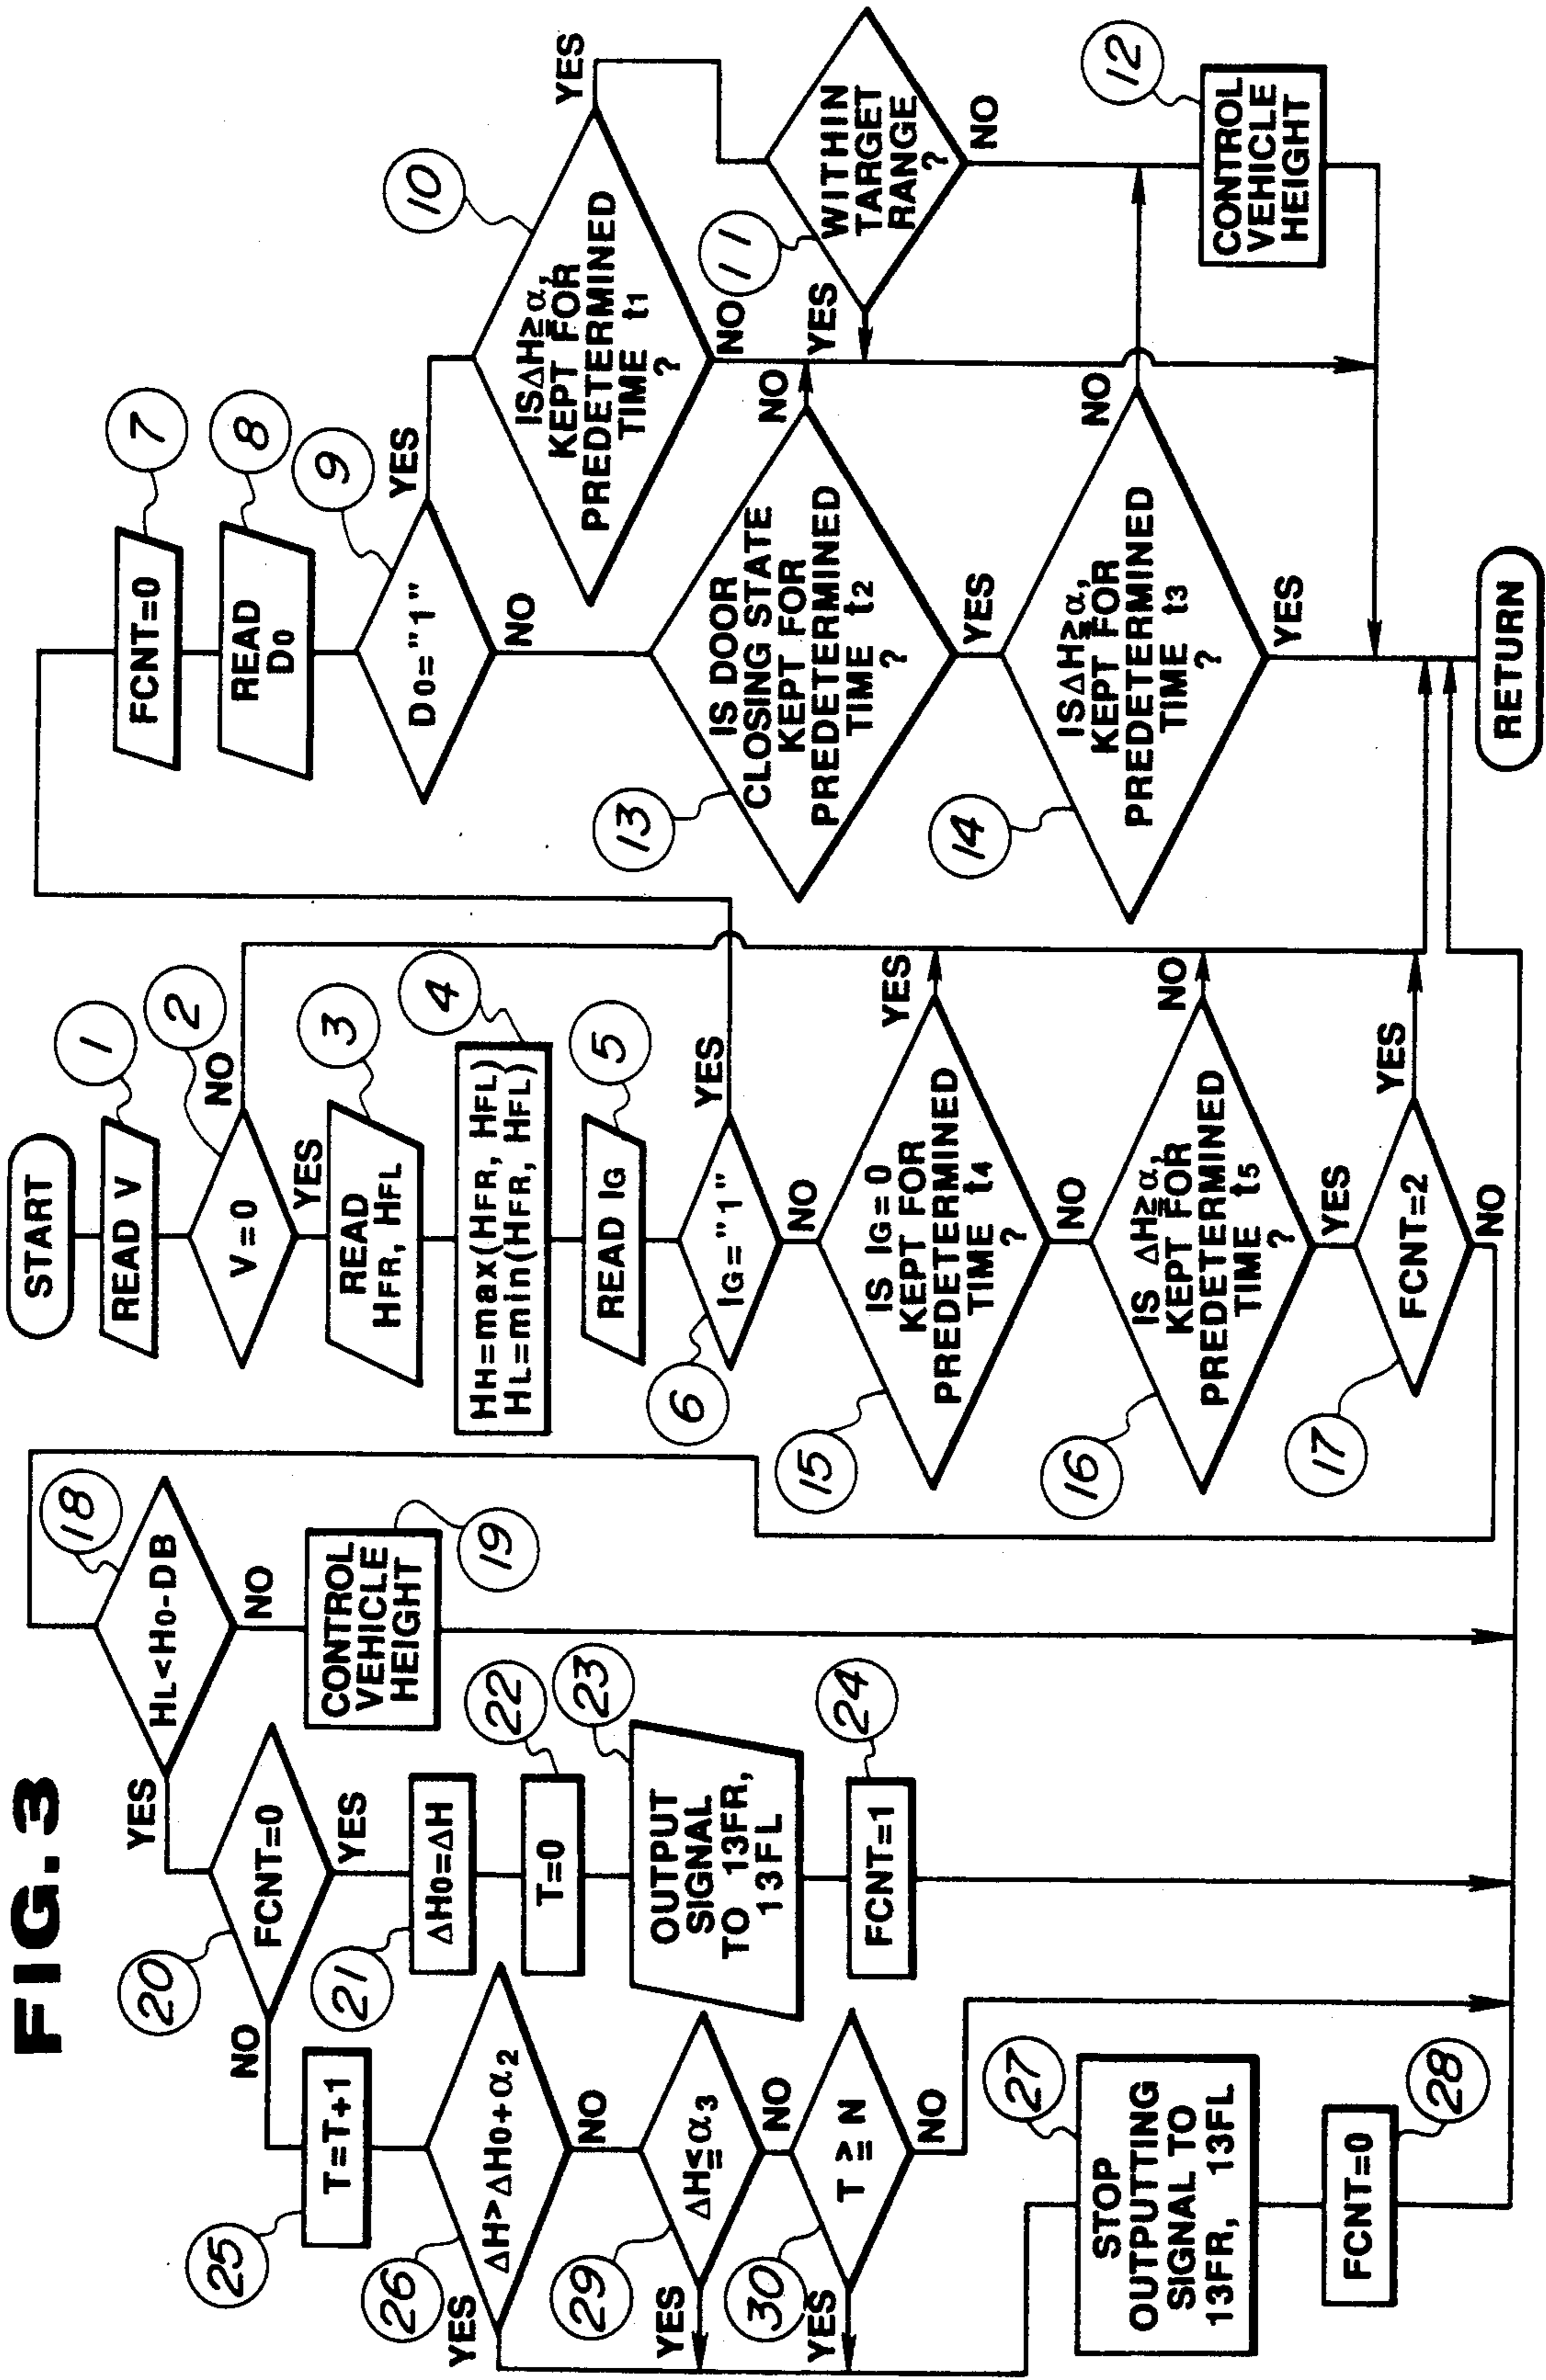 FIG. 3
START
1
READ V
2
V=0
NO
YES
3
READ
HFR, HFL
4
HH=max(HFR, HFL)
HL=min(HFR, HFL)
5
READ IG
6
IG="1"
YES
NO
15
IS IG=0
KEPT FOR
PREDETERMINED
TIME t4
?
YES
NO
16
IS ΔH≧α,
KEPT FOR
PREDETERMINED
TIME t5
?
NO
YES
17
FCNT=2
YES
NO
7
FCNT=0
8
READ
D0
9
D0="1"
YES
NO
10
ISΔH≧α,
KEPT FOR
PREDETERMINED
TIME t1
?
YES
NO
11
WITHIN
TARGET
RANGE
?
YES
NO
12
CONTROL
VEHICLE
HEIGHT
13
IS DOOR
CLOSING STATE
KEPT FOR
PREDETERMINED
TIME t2
?
NO
YES
14
ISΔH≧α,
KEPT FOR
PREDETERMINED
TIME t3
?
NO
YES
RETURN
18
HL<H0-DB
YES
NO
19
CONTROL
VEHICLE
HEIGHT
20
FCNT=0
NO
YES
21
ΔH0=ΔH
22
T=0
23
OUTPUT
SIGNAL
TO 13FR,
13FL
24
FCNT=1
25
T=T+1
26
ΔH>ΔH0+α2
YES
NO
29
ΔH≦α3
YES
NO
30
T≧N
YES
NO
27
STOP
OUTPUTTING
SIGNAL TO
13FR, 13FL
28
FCNT=0